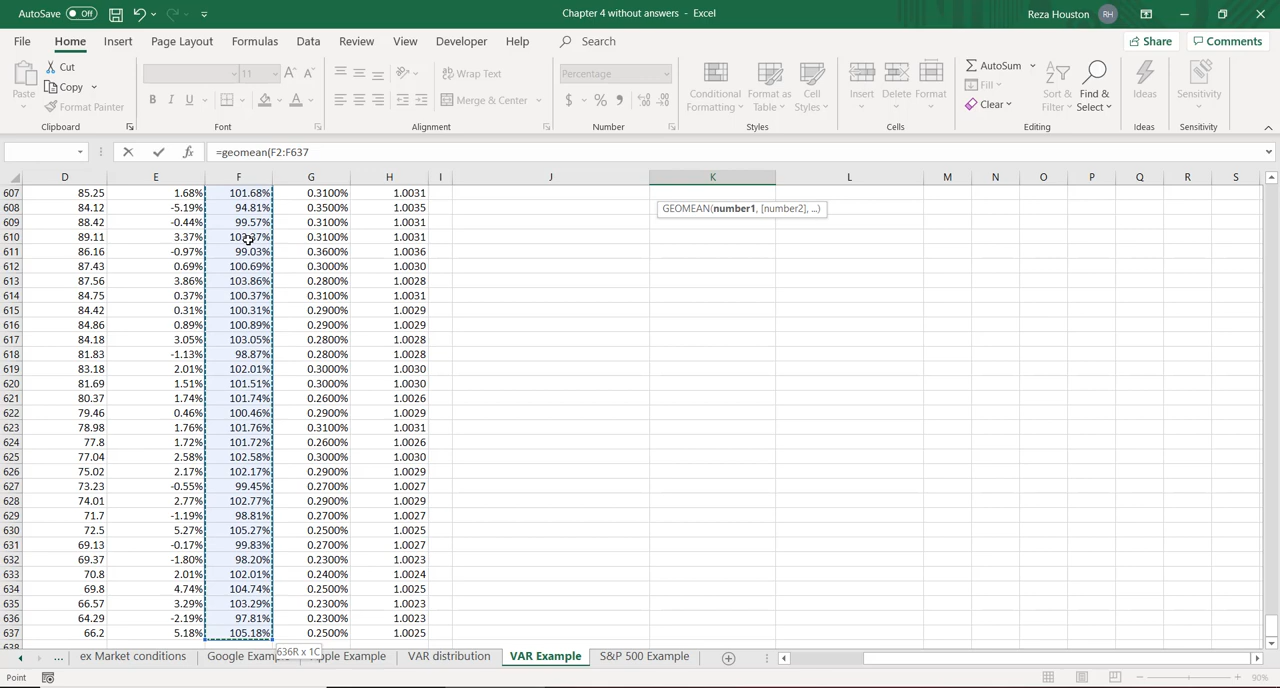 AutoSave Off Chapter 4 without answers - Excel Reza Houston RH
File Home Insert Page Layout Formulas Data Review View Developer Help Search Share Comments
Paste Cut Copy Format Painter
11 Wrap Text Merge & Center Percentage
Conditional Formatting Format as Table Cell Styles Insert Delete Format
AutoSum Fill Clear Sort & Filter Find & Select Ideas Sensitivity
Clipboard Font Alignment Number Styles Cells Editing Ideas Sensitivity
=geomean(F2:F637
D E F G H I J K L M N O P Q R S
GEOMEAN(number1, [number2], ...)
607 85.25 1.68% 101.68% 0.3100% 1.0031
608 84.12 -5.19% 94.81% 0.3500% 1.0035
609 88.42 -0.44% 99.57% 0.3100% 1.0031
610 89.11 3.37% 103.37% 0.3100% 1.0031
611 86.16 -0.97% 99.03% 0.3600% 1.0036
612 87.43 0.69% 100.69% 0.3000% 1.0030
613 87.56 3.86% 103.86% 0.2800% 1.0028
614 84.75 0.37% 100.37% 0.3100% 1.0031
615 84.42 0.31% 100.31% 0.2900% 1.0029
616 84.86 0.89% 100.89% 0.2900% 1.0029
617 84.18 3.05% 103.05% 0.2800% 1.0028
618 81.83 -1.13% 98.87% 0.2800% 1.0028
619 83.18 2.01% 102.01% 0.3000% 1.0030
620 81.69 1.51% 101.51% 0.3000% 1.0030
621 80.37 1.74% 101.74% 0.2600% 1.0026
622 79.46 0.46% 100.46% 0.2900% 1.0029
623 78.98 1.76% 101.76% 0.3100% 1.0031
624 77.8 1.72% 101.72% 0.2600% 1.0026
625 77.04 2.58% 102.58% 0.3000% 1.0030
626 75.02 2.17% 102.17% 0.2900% 1.0029
627 73.23 -0.55% 99.45% 0.2700% 1.0027
628 74.01 2.77% 102.77% 0.2900% 1.0029
629 71.7 -1.19% 98.81% 0.2700% 1.0027
630 72.5 5.27% 105.27% 0.2500% 1.0025
631 69.13 -0.17% 99.83% 0.2700% 1.0027
632 69.37 -1.80% 98.20% 0.2300% 1.0023
633 70.8 2.01% 102.01% 0.2400% 1.0024
634 69.8 4.74% 104.74% 0.2500% 1.0025
635 66.57 3.29% 103.29% 0.2300% 1.0023
636 64.29 -2.19% 97.81% 0.2300% 1.0023
637 66.2 5.18% 105.18% 0.2500% 1.0025
638
636R x 1C
... ex Market conditions Google Example Apple Example VAR distribution VAR Example S&P 500 Example
Point 90%